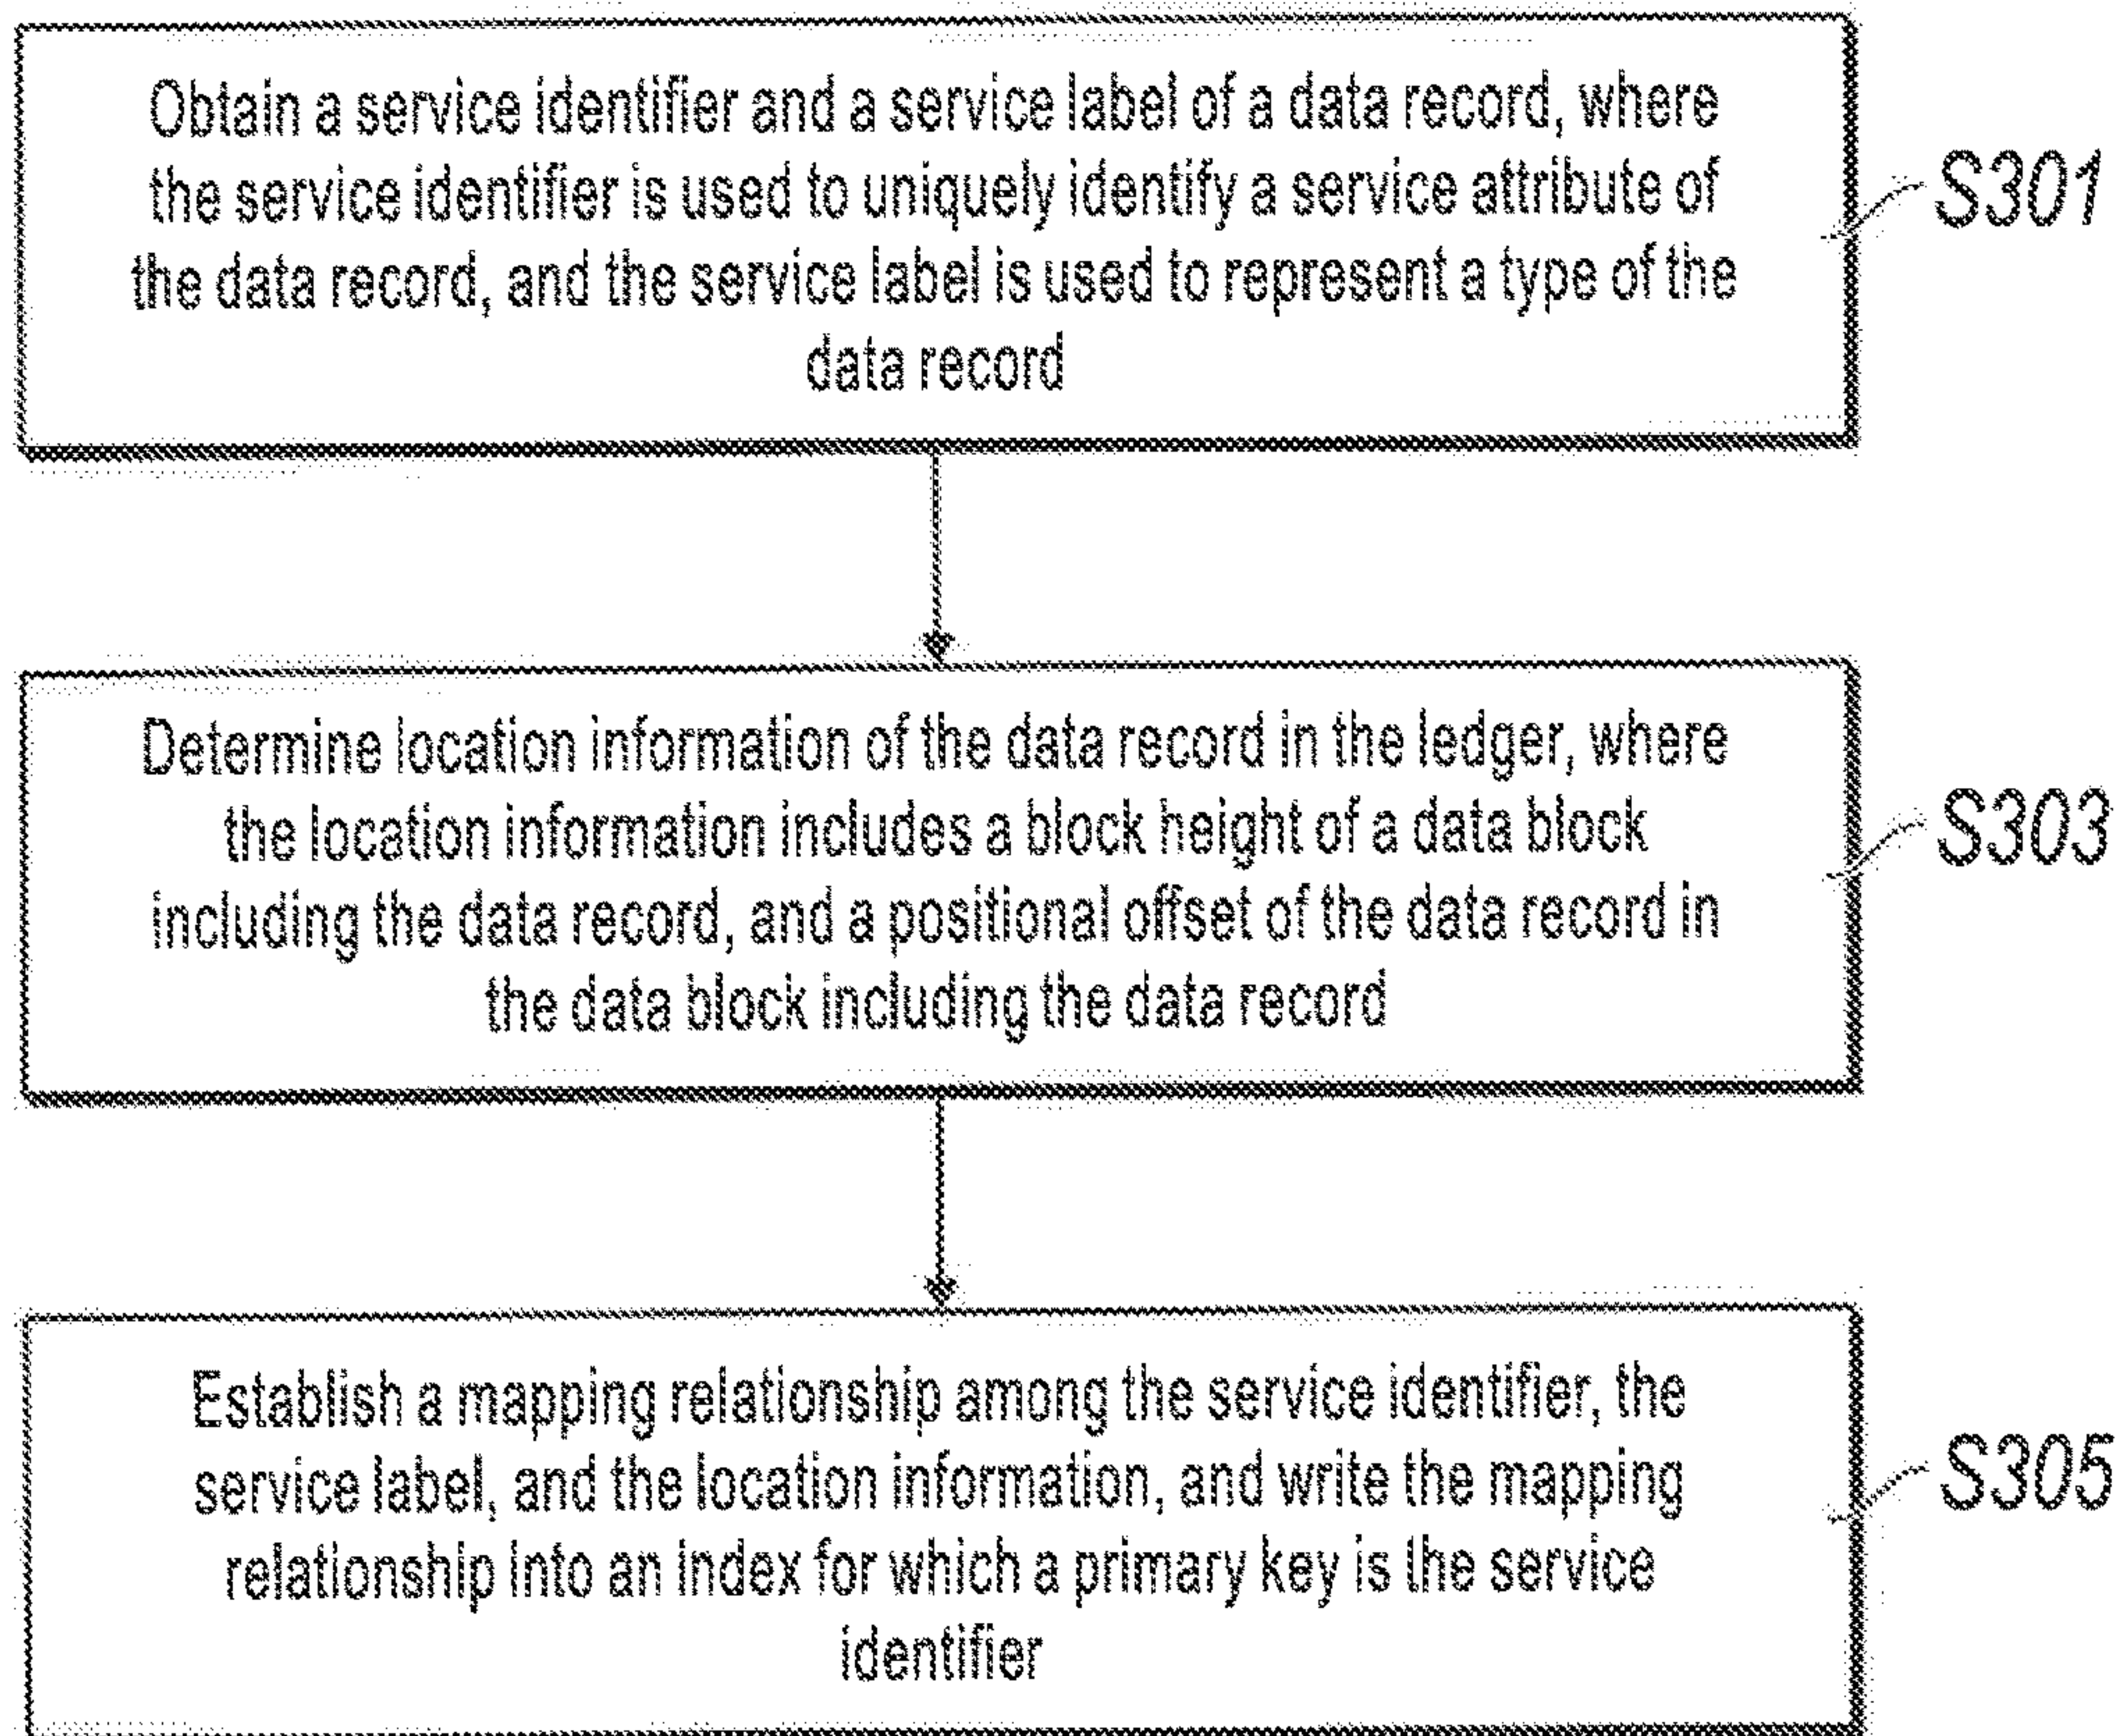 Obtain a service identifier and a service label of a data record, where
the service identifier is used to uniquely identify a service attribute of
the data record, and the service label is used to represent a type of the
data record
S301
Determine location information of the data record in the ledger, where
the location information includes a block height of a data block
including the data record, and a positional offset of the data record in
the data block including the data record
S303
Establish a mapping relationship among the service identifier, the
service label, and the location information, and write the mapping
relationship into an index for which a primary key is the service
identifier
S305